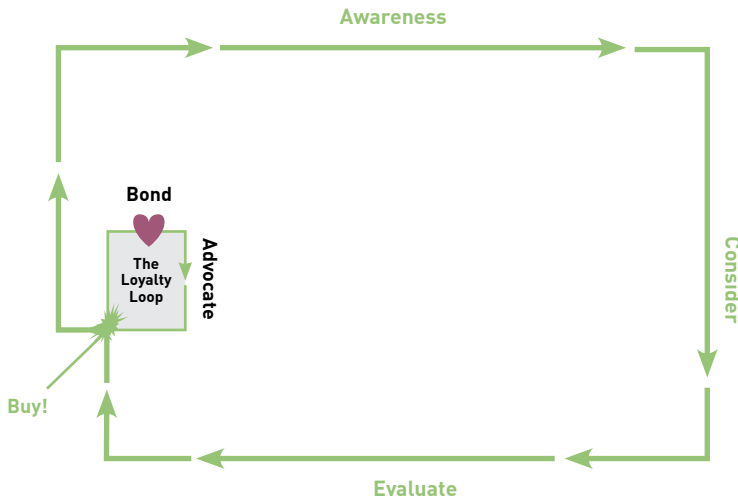 Awareness
Bond
The
Loyalty
Loop
Advocate
Consider
Buy!
Evaluate